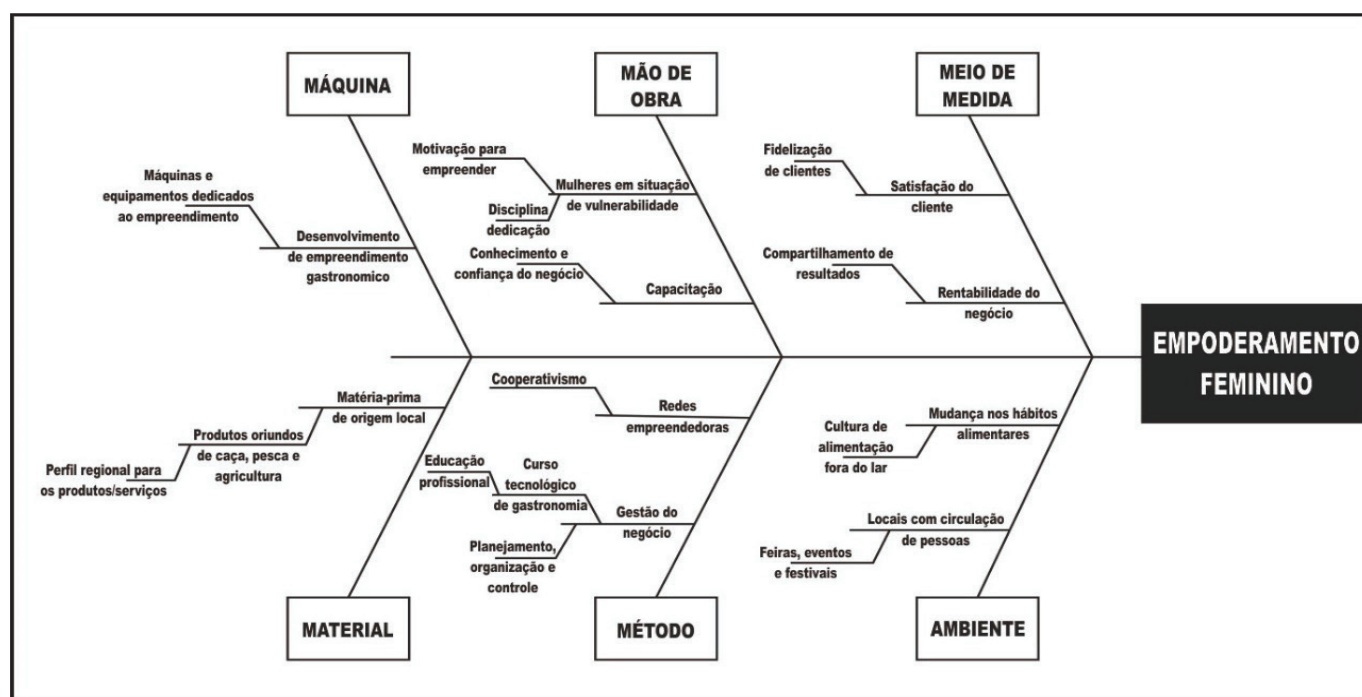 MÁQUINA
MÃO DE
OBRA
MEIO DE
MEDIDA
Máquinas e
equipamentos dedicados
ao empreendimento
Desenvolvimento
de empreendimento
gastronomico
Motivação para
empreender
Mulheres em situação
de vulnerabilidade
Disciplina
dedicação
Conhecimento e
confiança do negócio
Capacitação
Fidelização
de clientes
Satisfação do
cliente
Compartilhamento de
resultados
Rentabilidade do
negócio
EMPODERAMENTO
FEMININO
Matéria-prima
de origem local
Produtos oriundos
de caça, pesca e
agricultura
Perfil regional para
os produtos/serviços
Cooperativismo
Redes
empreendedoras
Educação
profissional
Curso
tecnológico
de gastronomia
Gestão do
negócio
Planejamento,
organização e
controle
Mudança nos hábitos
alimentares
Cultura de
alimentação
fora do lar
Locais com circulação
de pessoas
Feiras, eventos
e festivais
MATERIAL
MÉTODO
AMBIENTE